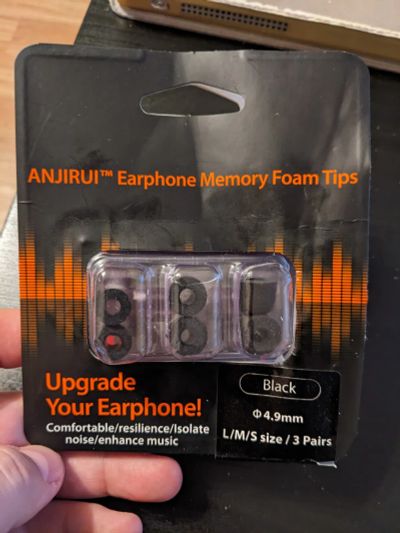 ANJIRUI™ Earphone Memory Foam Tips
Upgrade
Your Earphone!
Comfortable/resilience/Isolate
noise/enhance music
Black
Φ4.9mm
L/M/S size / 3 Pairs